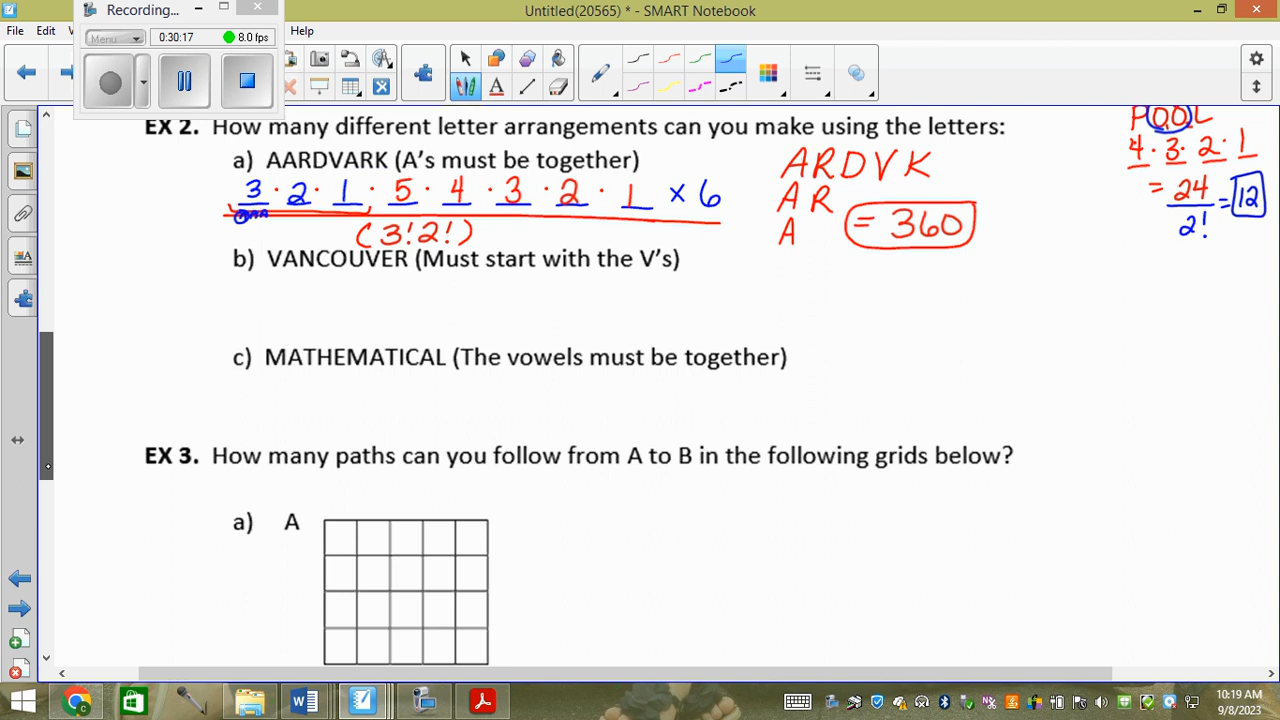 Recording...
Untitled(20565) * - SMART Notebook
Menu
0:30:17
8.0 fps
File
Edit
Help
EX 2. How many different letter arrangements can you make using the letters:
a) AARDVARK (A's must be together)
3 · 2 · 1 · 5 · 4 · 3 · 2 · 1 × 6
(3!2!)
A R D V K
A R
A
= 360
POOL
4 · 3 · 2 · 1
= 24
2!
= 12
b) VANCOUVER (Must start with the V's)
c) MATHEMATICAL (The vowels must be together)
EX 3. How many paths can you follow from A to B in the following grids below?
a) A
10:19 AM
9/8/2023